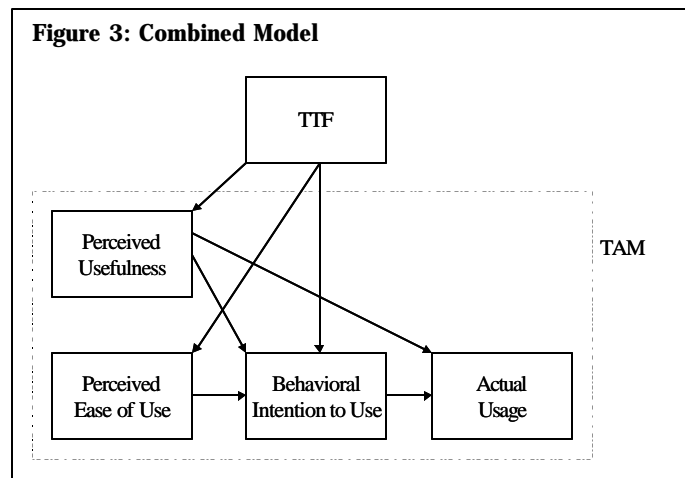 Figure 3: Combined Model
TTF
Perceived
Usefulness
TAM
Perceived
Ease of Use
Behavioral
Intention to Use
Actual
Usage